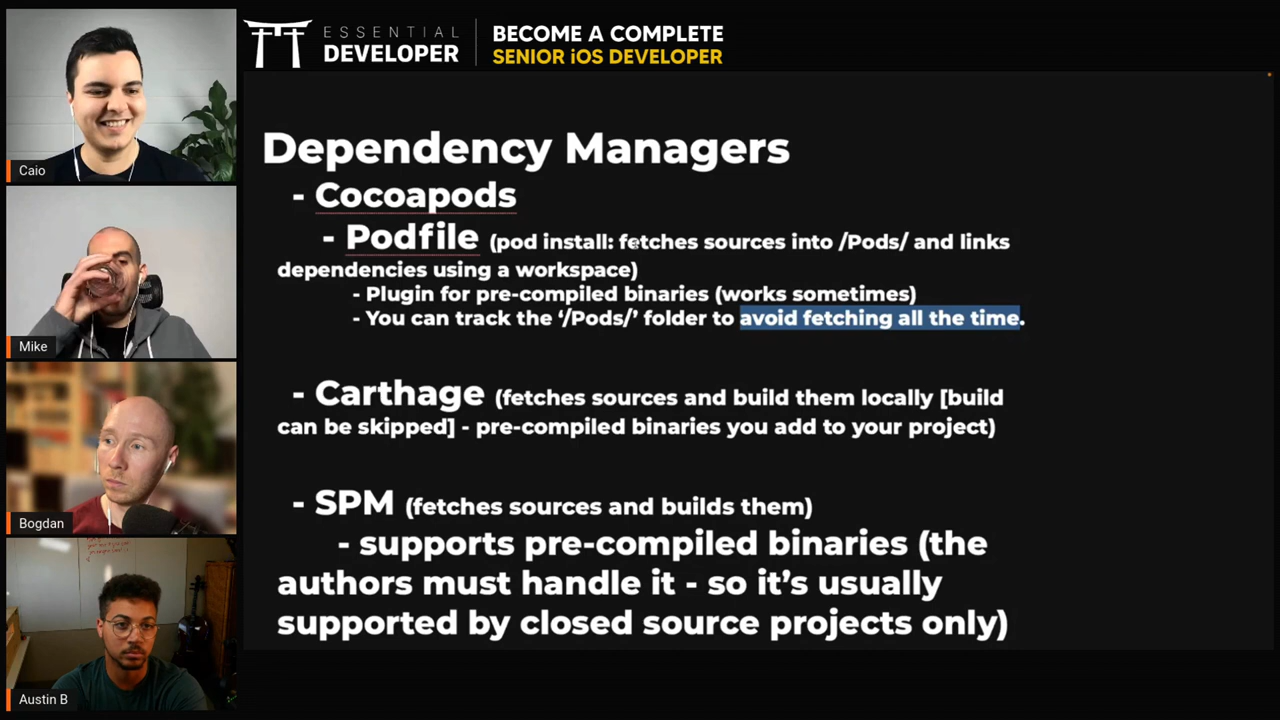 ESSENTIAL
DEVELOPER
BECOME A COMPLETE
SENIOR iOS DEVELOPER
Caio
Mike
Bogdan
Austin B
Dependency Managers
- Cocoapods
- Podfile (pod install: fetches sources into /Pods/ and links
dependencies using a workspace)
- Plugin for pre-compiled binaries (works sometimes)
- You can track the ‘/Pods/’ folder to avoid fetching all the time.
- Carthage (fetches sources and build them locally [build
can be skipped] - pre-compiled binaries you add to your project)
- SPM (fetches sources and builds them)
- supports pre-compiled binaries (the
authors must handle it - so it’s usually
supported by closed source projects only)